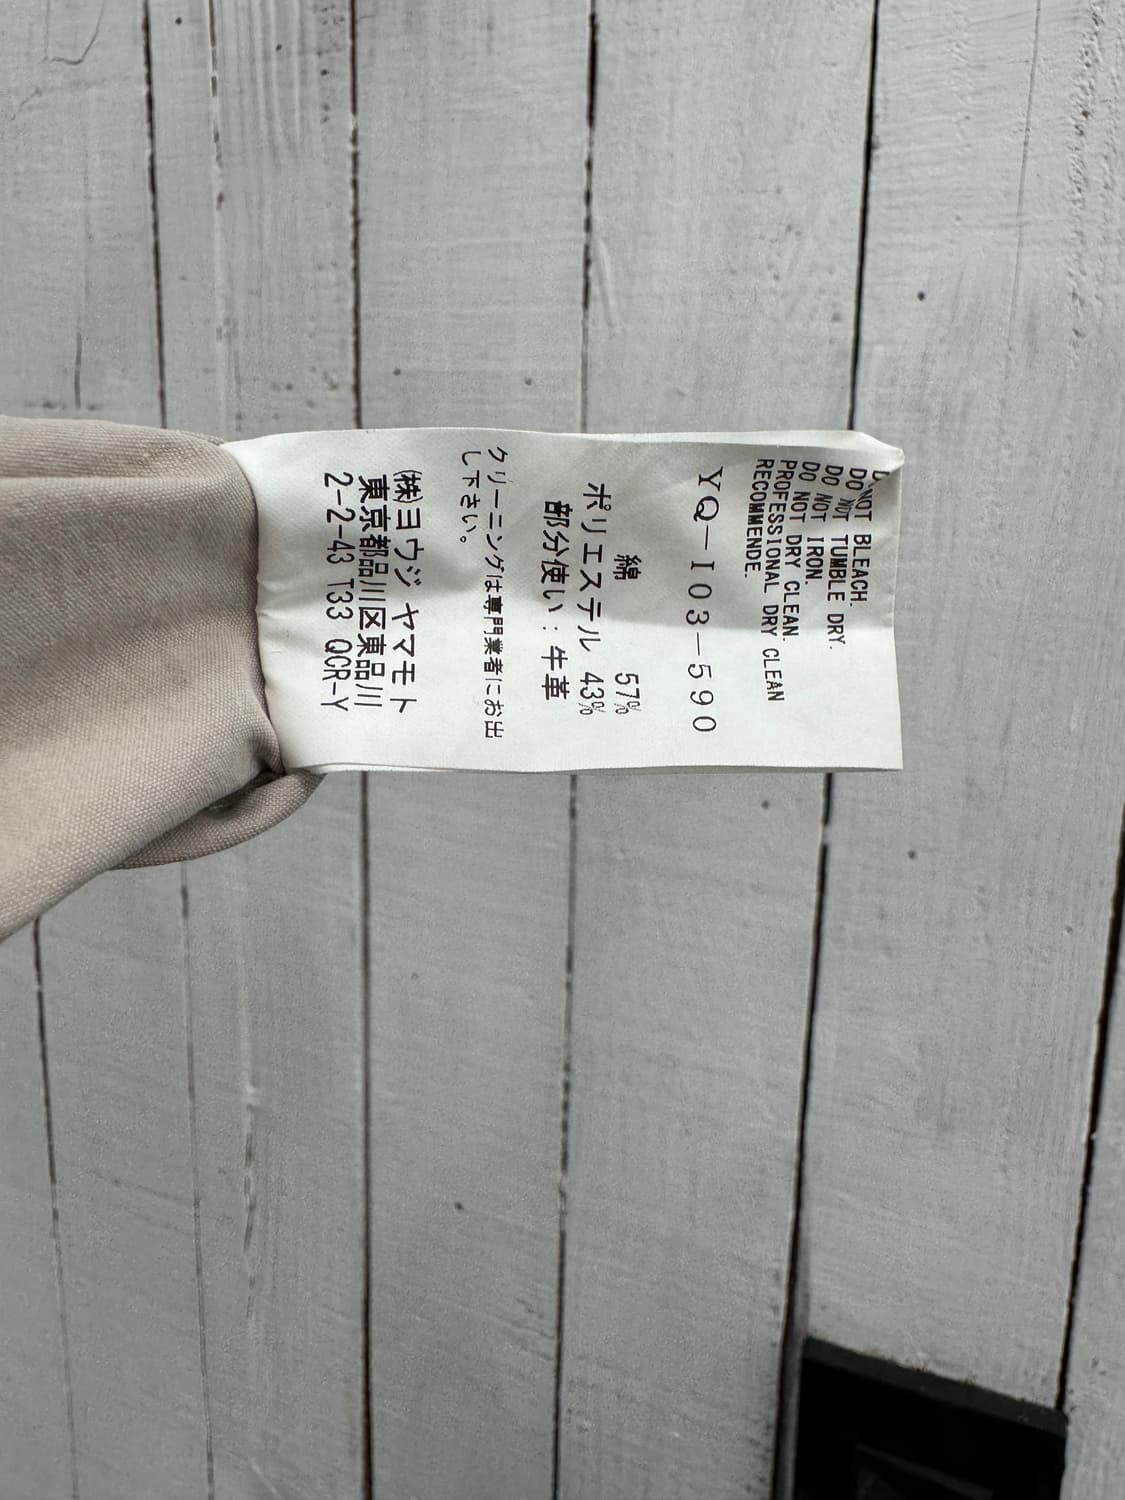 DO NOT BLEACH.
DO NOT TUMBLE DRY.
DO NOT IRON.
DO NOT DRY CLEAN.
PROFESSIONAL DRY CLEAN
RECOMMENDE.
YQ-I03-590
綿 57%
ポリエステル 43%
部分使い:牛革
クリーニングは専門業者にお出
し下さい。
㈱ヨウジ ヤマモト
東京都品川区東品川
2-2-43 T33 QCR-Y